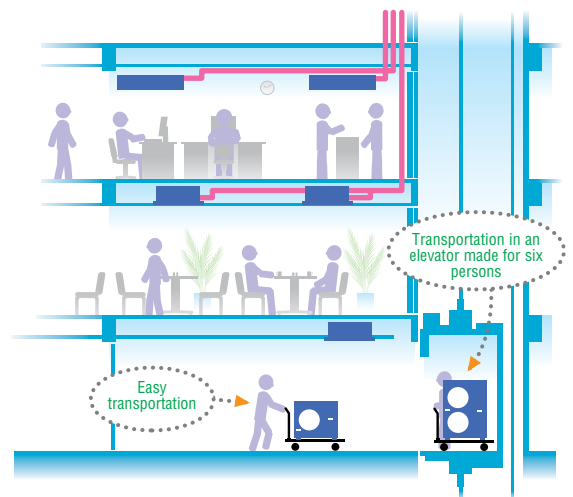 Transportation in an
elevator made for six
persons
Easy
transportation